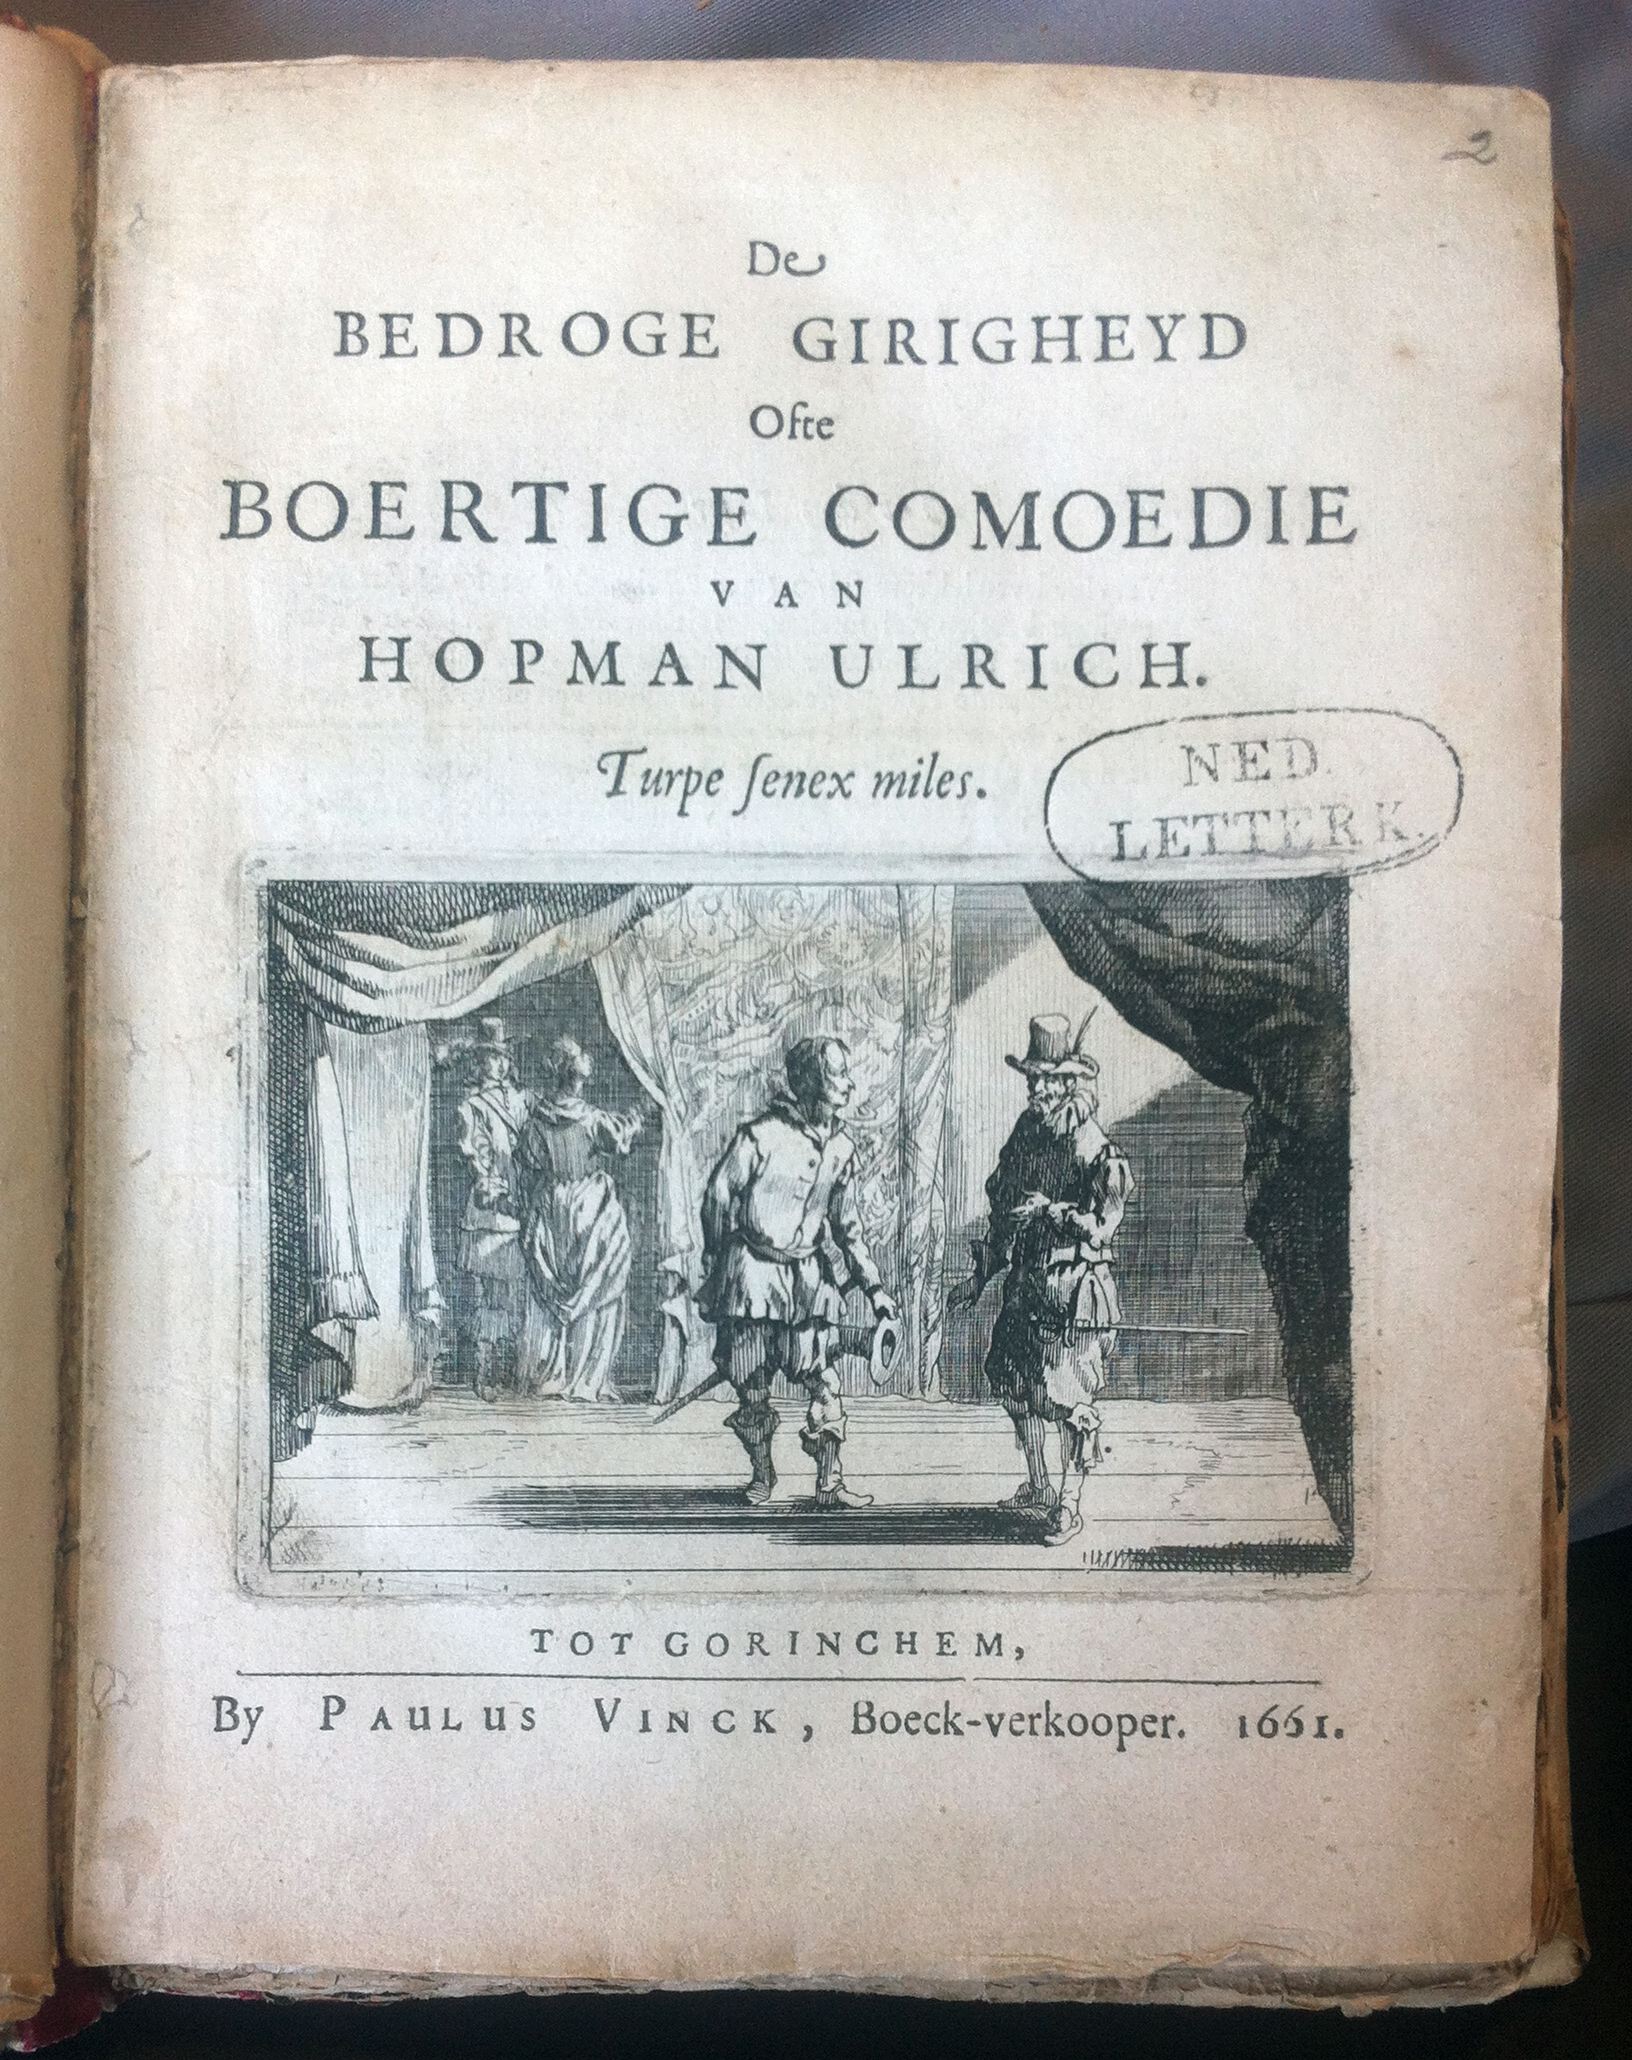 2
De
BEDROGE GIRIGHEYD
Ofte
BOERTIGE COMOEDIE
VAN
HOPMAN ULRICH.
Turpe ſenex miles.
NED.
LETTERK.
TOT GORINCHEM,
By PAULUS VINCK, Boeck-verkooper. 1661.